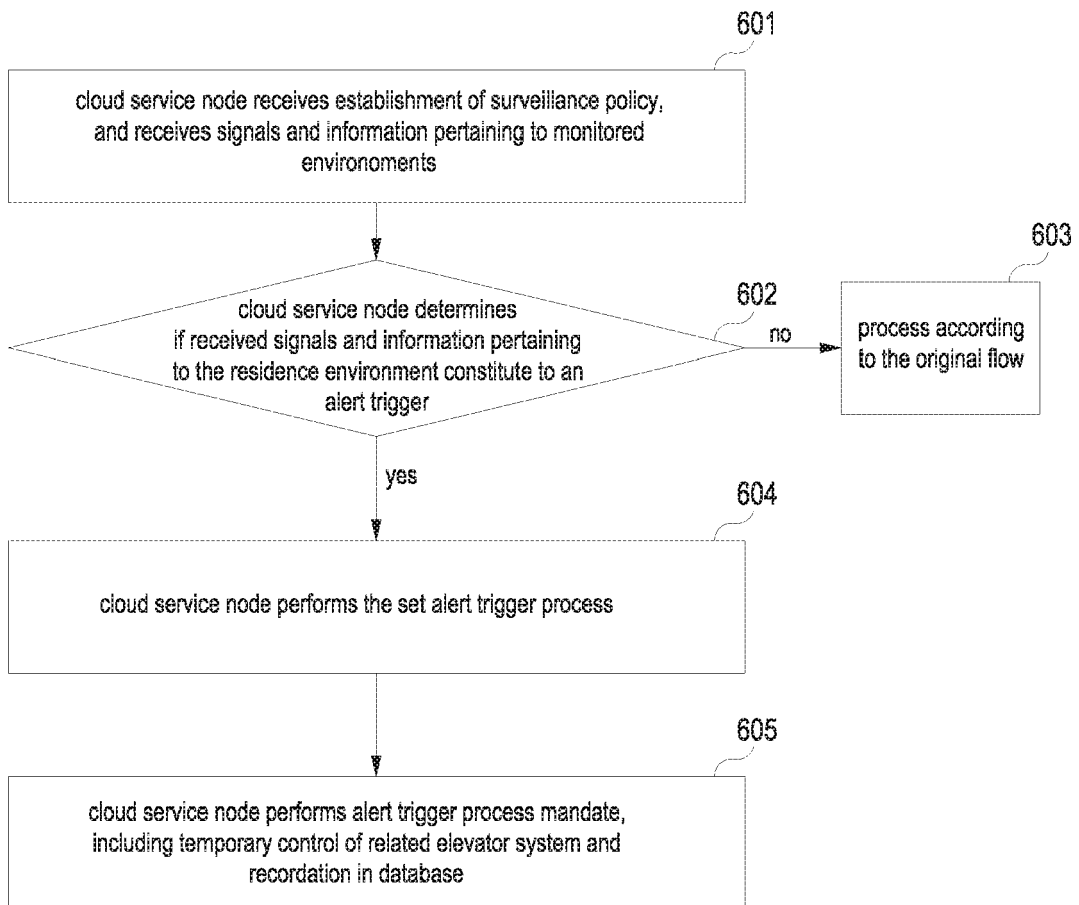 601
cloud service node receives establishment of surveillance policy,
and receives signals and information pertaining to monitored
environoments
602
cloud service node determines
if received signals and information pertaining
to the residence environment constitute to an
alert trigger
no
603
process according
to the original flow
yes
604
cloud service node performs the set alert trigger process
605
cloud service node performs alert trigger process mandate,
including temporary control of related elevator system and
recordation in database